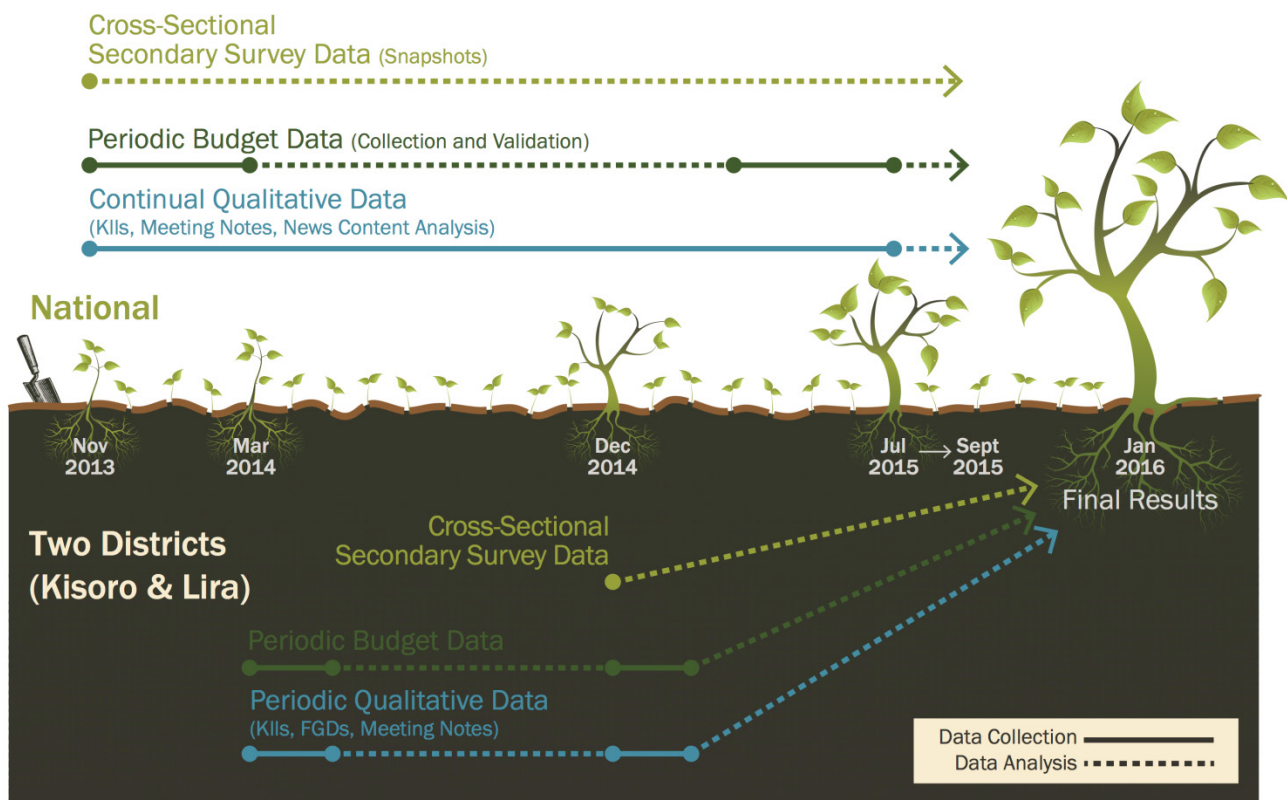 Cross-Sectional
Secondary Survey Data (Snapshots)
Periodic Budget Data (Collection and Validation)
Continual Qualitative Data
(KIIs, Meeting Notes, News Content Analysis)
National
Nov
2013
Mar
2014
Dec
2014
Jul
2015
Sept
2015
Jan
2016
Final Results
Two Districts
(Kisoro & Lira)
Cross-Sectional
Secondary Survey Data
Periodic Budget Data
Periodic Qualitative Data
(KIIs, FGDs, Meeting Notes)
Data Collection
Data Analysis